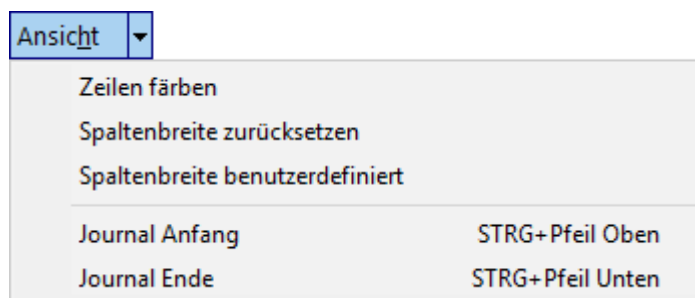 Ansicht
Zeilen färben
Spaltenbreite zurücksetzen
Spaltenbreite benutzerdefiniert
Journal Anfang STRG+Pfeil Oben
Journal Ende STRG+Pfeil Unten